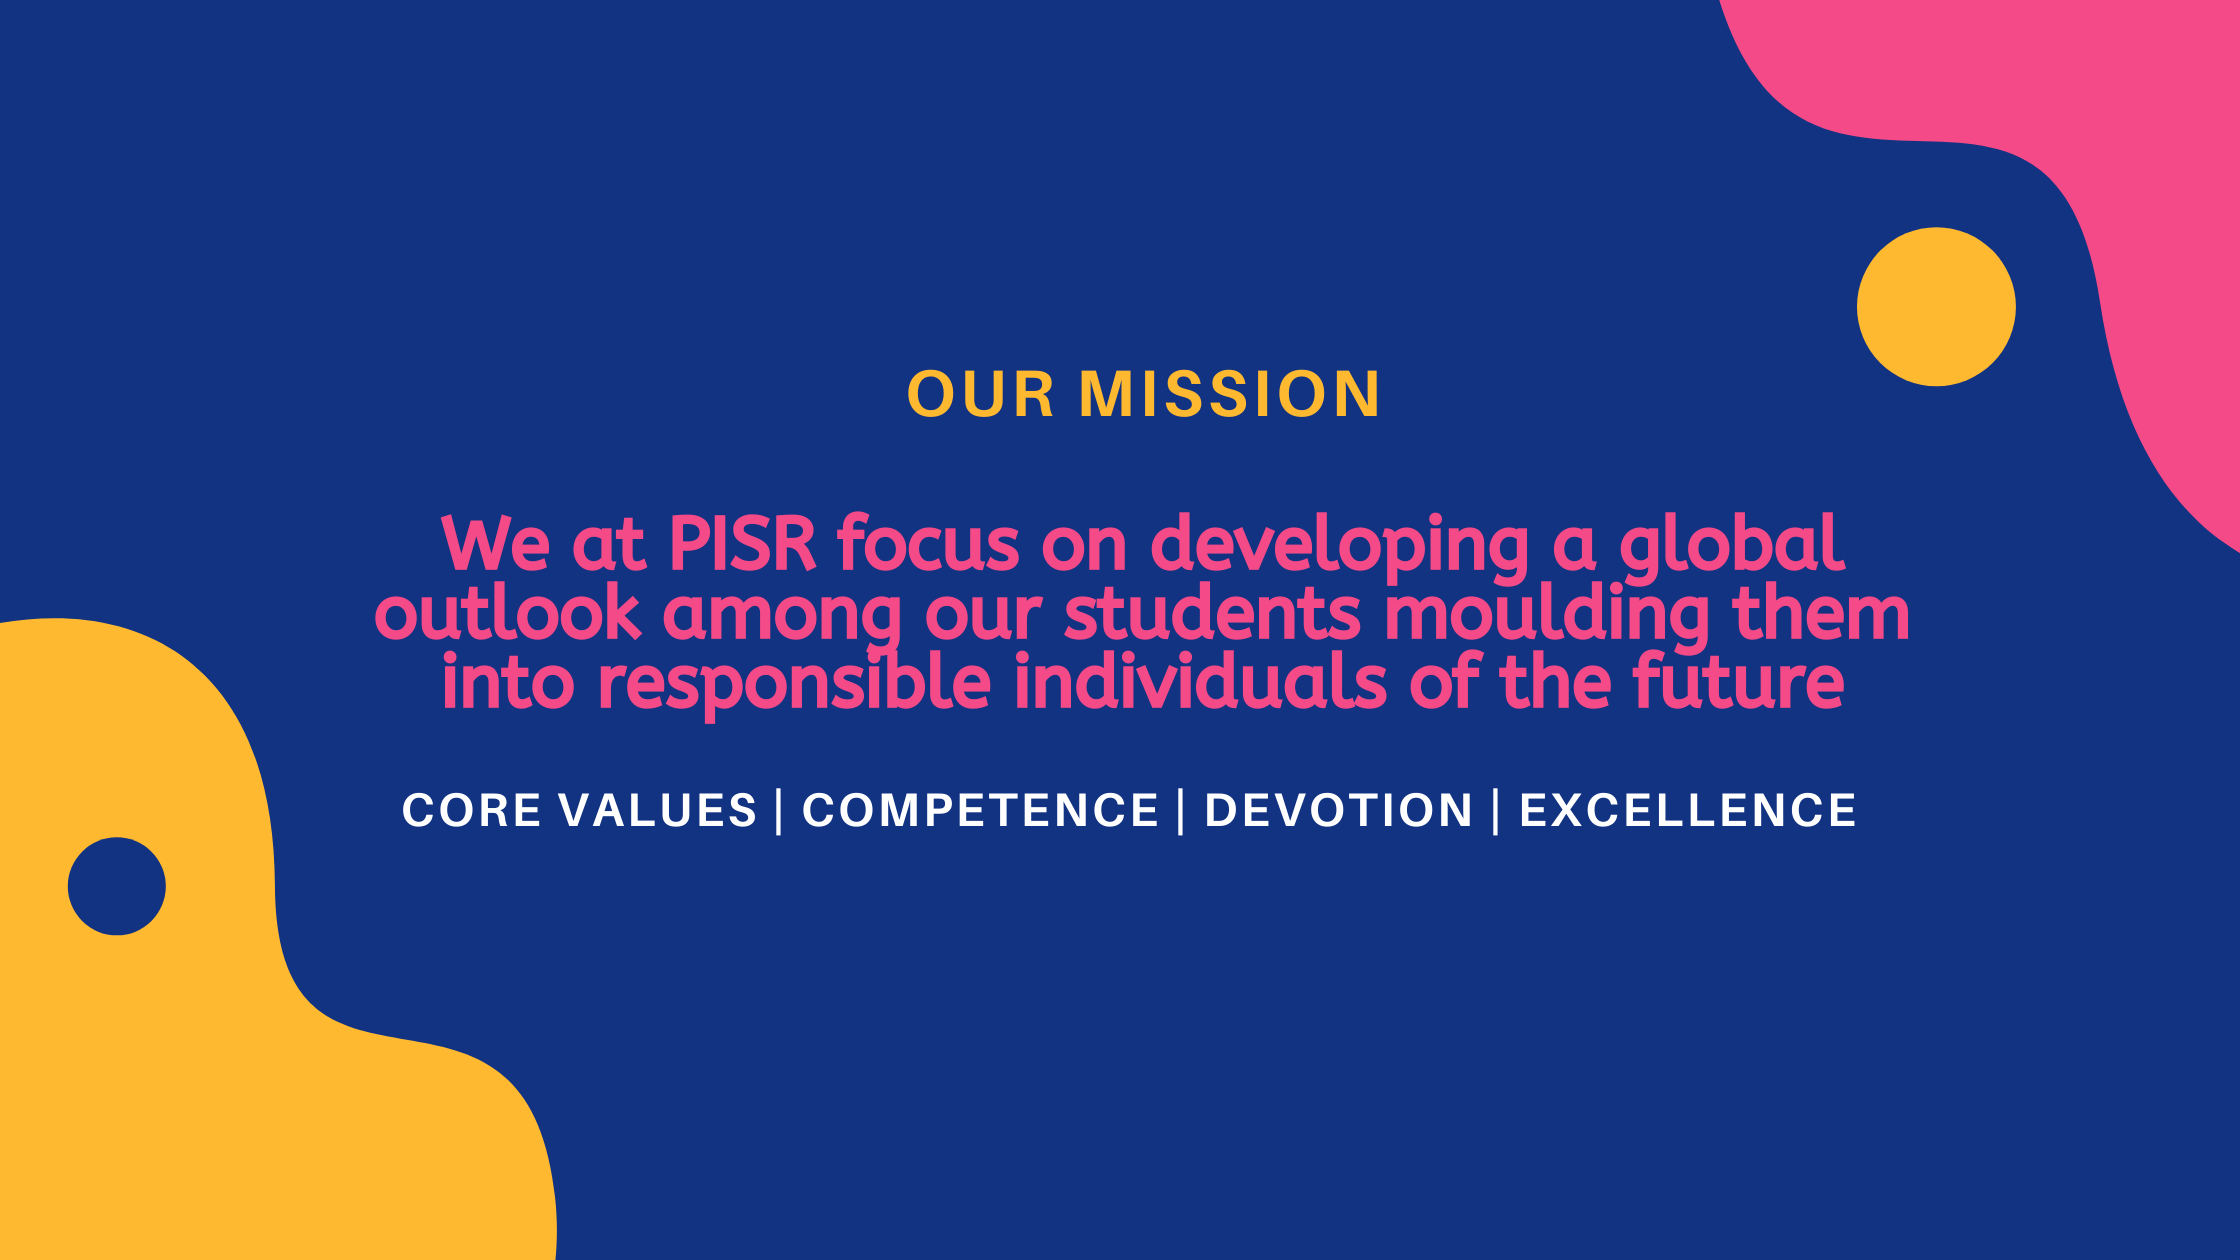 OUR MISSION
We at PISR focus on developing a global
outlook among our students moulding them
into responsible individuals of the future
CORE VALUES | COMPETENCE | DEVOTION | EXCELLENCE